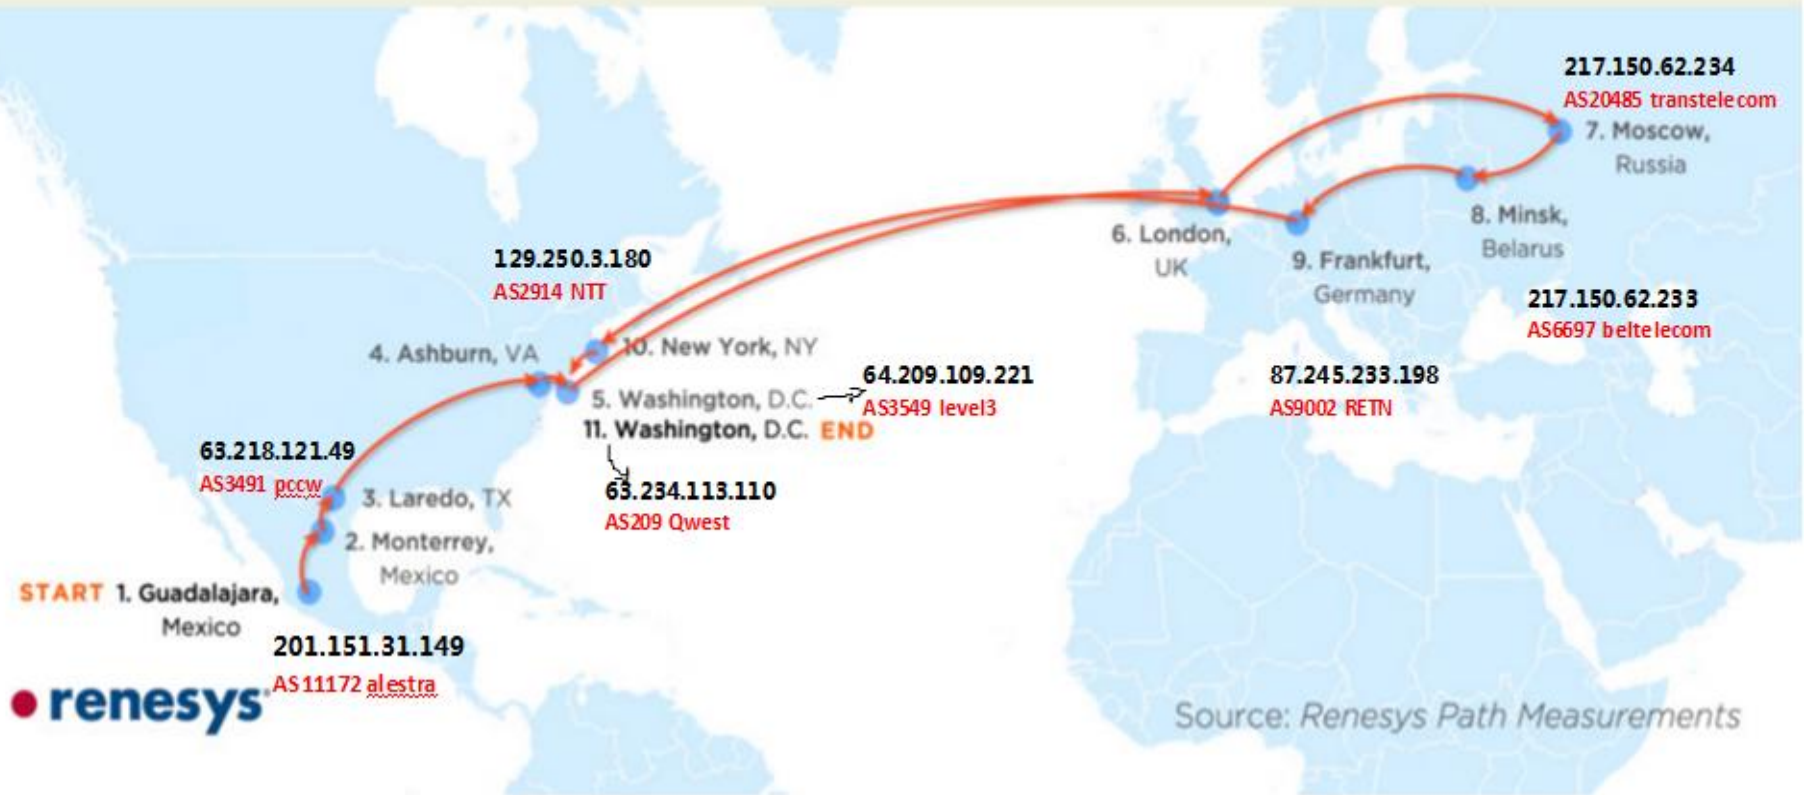 217.150.62.234
AS20485 transtelecom
7. Moscow,
Russia
8. Minsk,
Belarus
217.150.62.233
AS6697 beltelecom
6. London,
UK
9. Frankfurt,
Germany
87.245.233.198
AS9002 RETN
129.250.3.180
AS2914 NTT
10. New York, NY
4. Ashburn, VA
5. Washington, D.C.
64.209.109.221
AS3549 level3
11. Washington, D.C. END
63.234.113.110
AS209 Qwest
63.218.121.49
AS3491 pccw
3. Laredo, TX
2. Monterrey,
Mexico
START 1. Guadalajara,
Mexico
201.151.31.149
AS11172 alestra
renesys
Source: Renesys Path Measurements